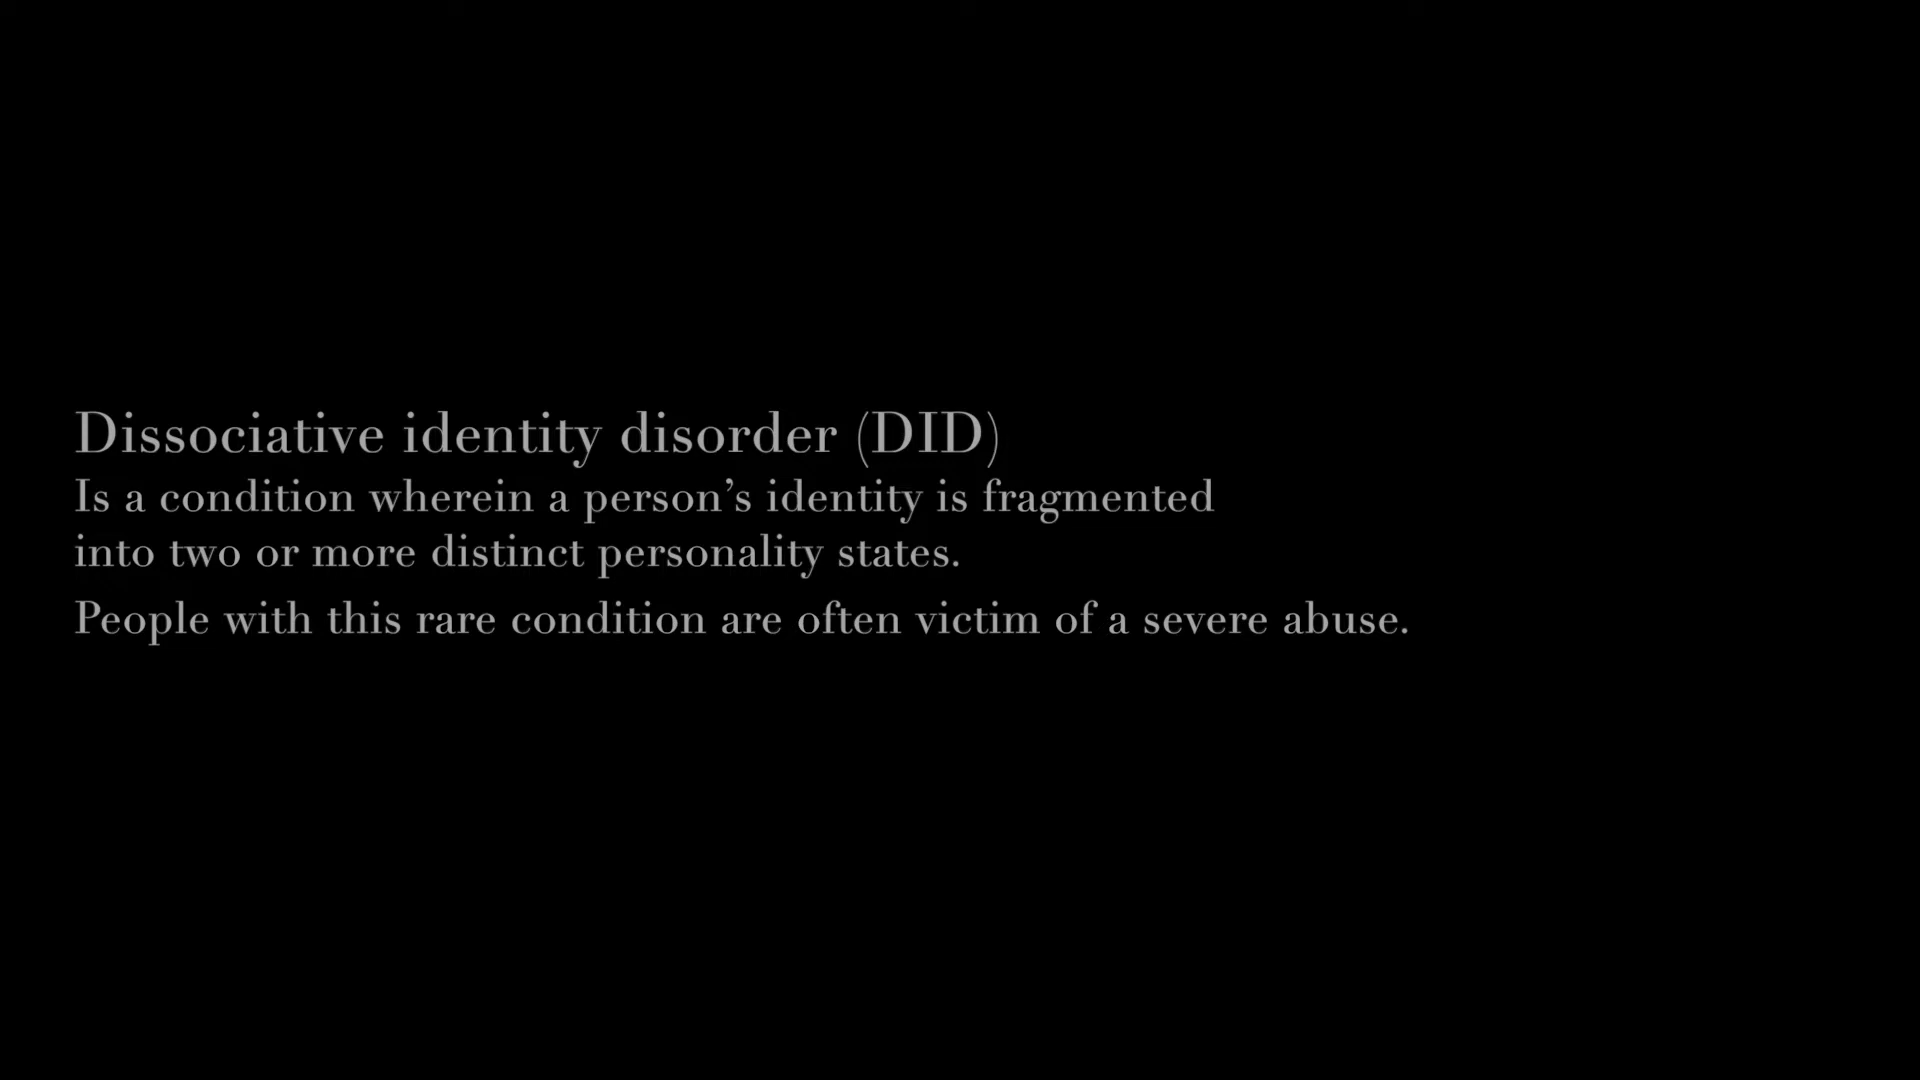 Dissociative identity disorder (DID)
Is a condition wherein a person’s identity is fragmented
into two or more distinct personality states.
People with this rare condition are often victim of a severe abuse.